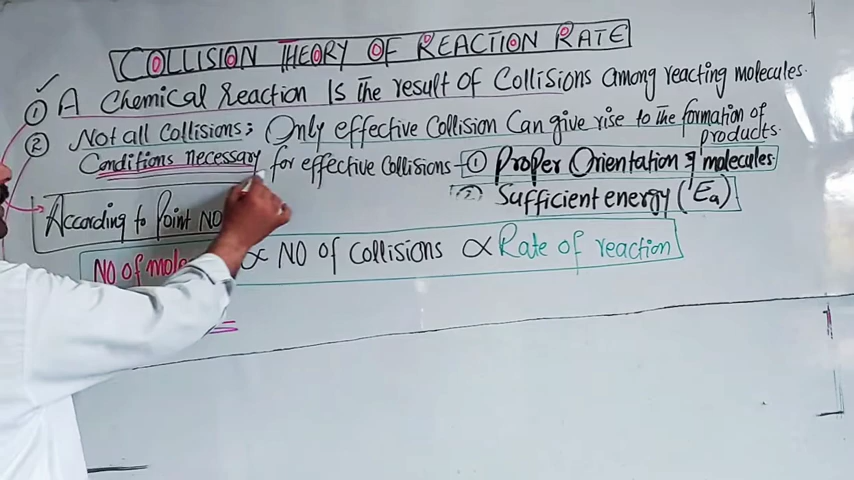 COLLISION THEORY OF REACTION RATE
① A Chemical reaction Is the result of Collisions among reacting molecules.
② Not all Collisions; Only effective Collision Can give rise to the formation of products.
Conditions necessary for effective Collisions - ① Proper Orientation of molecules.
② Sufficient energy (Ea)
According to Point NO
NO of ∝ NO of Collisions ∝ Rate of reaction